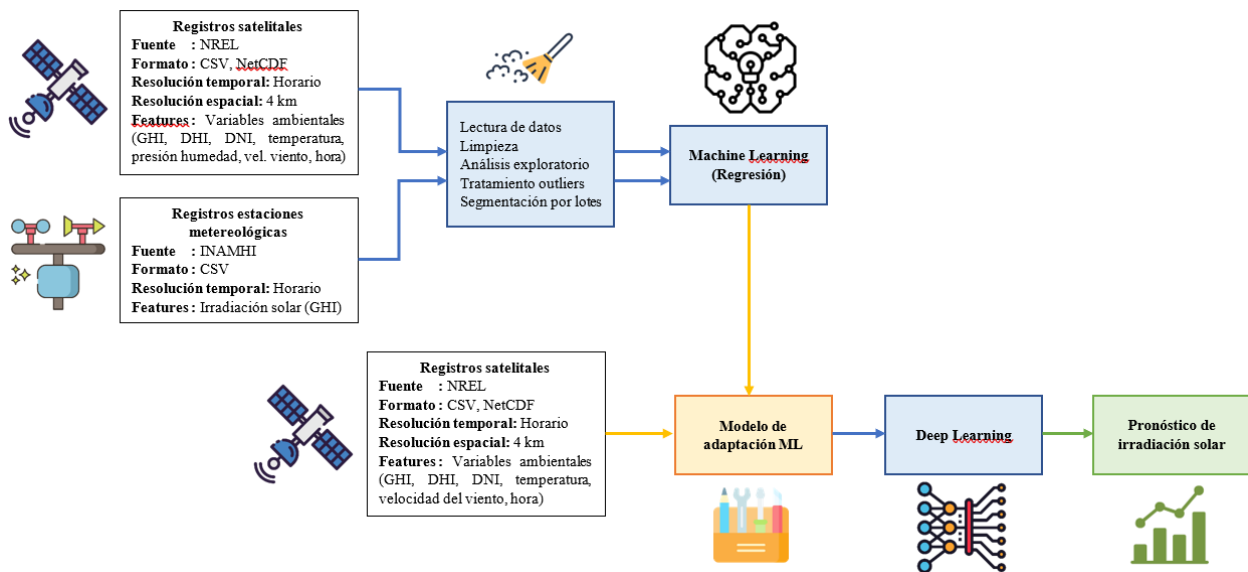 Registros satelitales
Fuente : NREL
Formato : CSV, NetCDF
Resolución temporal: Horario
Resolución espacial: 4 km
Features : Variables ambientales
(GHI, DHI, DNI, temperatura,
presión humedad, vel. viento, hora)
Lectura de datos
Limpieza
Análisis exploratorio
Tratamiento outliers
Segmentación por lotes
Machine Learning
(Regresión)
Registros estaciones
metereológicas
Fuente : INAMHI
Formato : CSV
Resolución temporal: Horario
Features : Irradiación solar (GHI)
Registros satelitales
Fuente : NREL
Formato : CSV, NetCDF
Resolución temporal: Horario
Resolución espacial: 4 km
Features : Variables ambientales
(GHI, DHI, DNI, temperatura,
velocidad del viento, hora)
Modelo de
adaptación ML
Deep Learning
Pronóstico de
irradiación solar